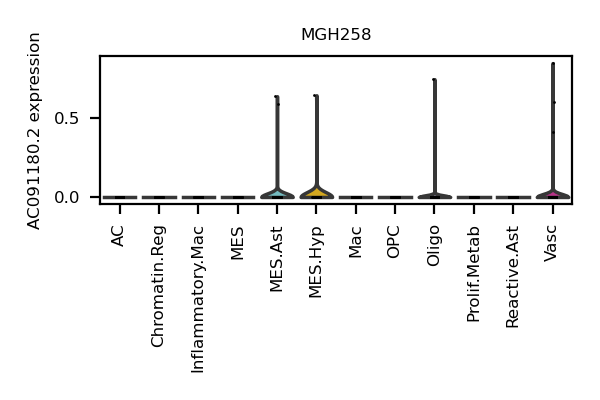 MGH258
AC091180.2 expression
0.5
0.0
AC
Chromatin.Reg
Inflammatory.Mac
MES
MES.Ast
MES.Hyp
Mac
OPC
Oligo
Prolif.Metab
Reactive.Ast
Vasc